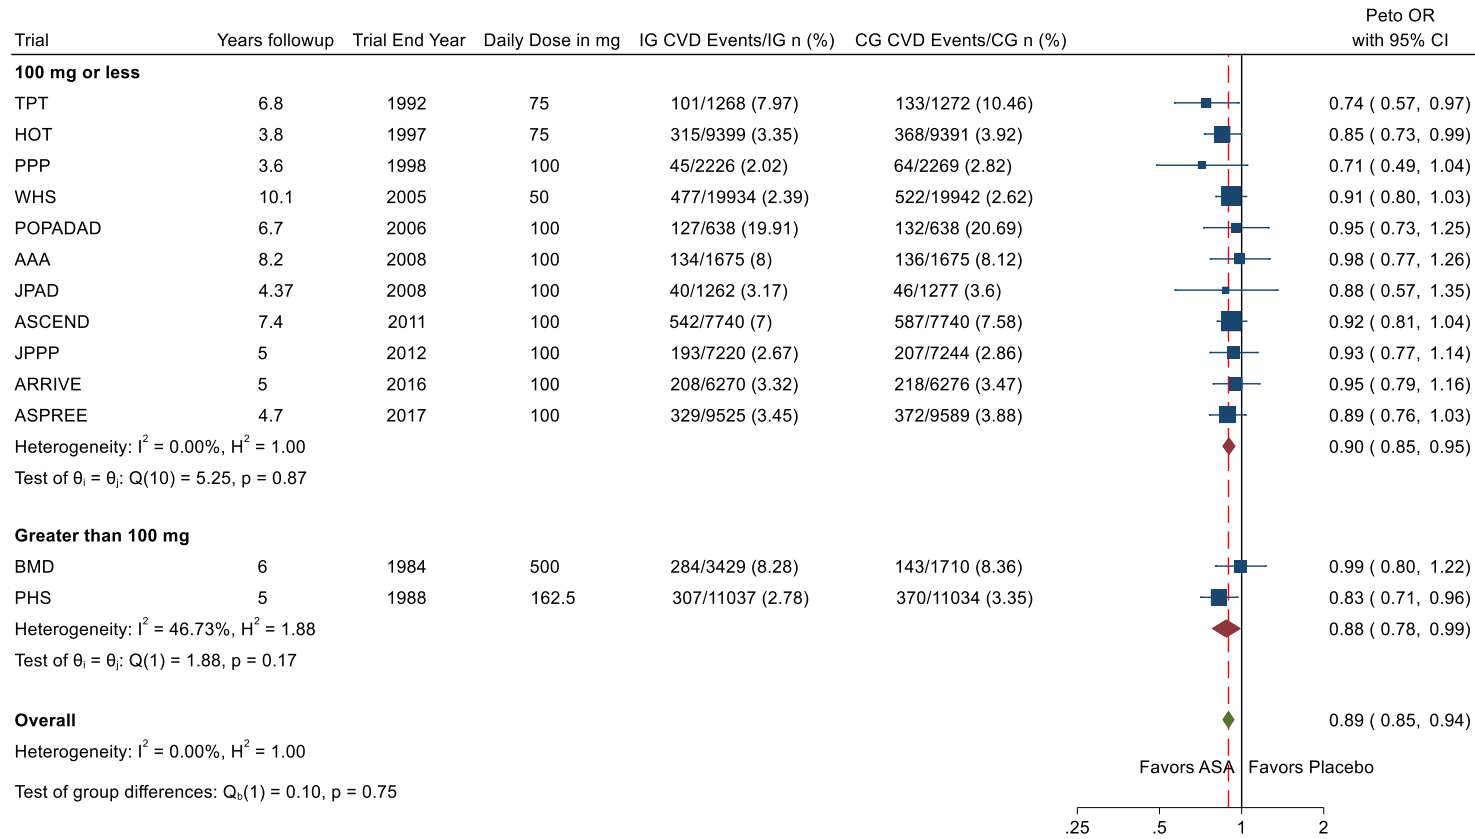 Peto OR
Trial Years followup Trial End Year Daily Dose in mg IG CVD Events/IG n (%) CG CVD Events/CG n (%) with 95% CI
100 mg or less
TPT 6.8 1992 75 101/1268 (7.97) 133/1272 (10.46) 0.74 ( 0.57, 0.97)
HOT 3.8 1997 75 315/9399 (3.35) 368/9391 (3.92) 0.85 ( 0.73, 0.99)
PPP 3.6 1998 100 45/2226 (2.02) 64/2269 (2.82) 0.71 ( 0.49, 1.04)
WHS 10.1 2005 50 477/19934 (2.39) 522/19942 (2.62) 0.91 ( 0.80, 1.03)
POPADAD 6.7 2006 100 127/638 (19.91) 132/638 (20.69) 0.95 ( 0.73, 1.25)
AAA 8.2 2008 100 134/1675 (8) 136/1675 (8.12) 0.98 ( 0.77, 1.26)
JPAD 4.37 2008 100 40/1262 (3.17) 46/1277 (3.6) 0.88 ( 0.57, 1.35)
ASCEND 7.4 2011 100 542/7740 (7) 587/7740 (7.58) 0.92 ( 0.81, 1.04)
JPPP 5 2012 100 193/7220 (2.67) 207/7244 (2.86) 0.93 ( 0.77, 1.14)
ARRIVE 5 2016 100 208/6270 (3.32) 218/6276 (3.47) 0.95 ( 0.79, 1.16)
ASPREE 4.7 2017 100 329/9525 (3.45) 372/9589 (3.88) 0.89 ( 0.76, 1.03)
Heterogeneity: I² = 0.00%, H² = 1.00 0.90 ( 0.85, 0.95)
Test of θᵢ = θⱼ: Q(10) = 5.25, p = 0.87
Greater than 100 mg
BMD 6 1984 500 284/3429 (8.28) 143/1710 (8.36) 0.99 ( 0.80, 1.22)
PHS 5 1988 162.5 307/11037 (2.78) 370/11034 (3.35) 0.83 ( 0.71, 0.96)
Heterogeneity: I² = 46.73%, H² = 1.88 0.88 ( 0.78, 0.99)
Test of θᵢ = θⱼ: Q(1) = 1.88, p = 0.17
Overall 0.89 ( 0.85, 0.94)
Heterogeneity: I² = 0.00%, H² = 1.00
Favors ASA Favors Placebo
Test of group differences: Q_b(1) = 0.10, p = 0.75
.25 .5 1 2